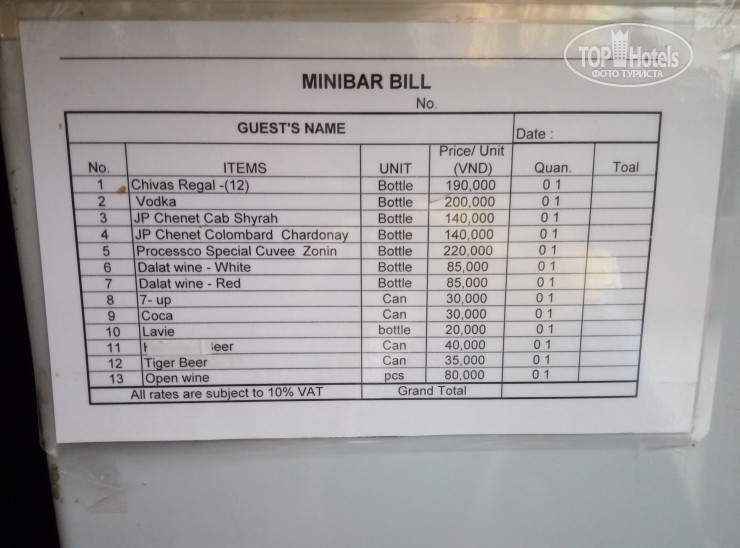 TOP Hotels
ФОТО ТУРИСТА
MINIBAR BILL
No.
GUEST'S NAME Date :
No. ITEMS UNIT Price/ Unit (VND) Quan. Toal
1 Chivas Regal -(12) Bottle 190,000 0 1
2 Vodka Bottle 200,000 0 1
3 JP Chenet Cab Shyrah Bottle 140,000 0 1
4 JP Chenet Colombard Chardonay Bottle 140,000 0 1
5 Processco Special Cuvee Zonin Bottle 220,000 0 1
6 Dalat wine - White Bottle 85,000 0 1
7 Dalat wine - Red Bottle 85,000 0 1
8 7- up Can 30,000 0 1
9 Coca Can 30,000 0 1
10 Lavie bottle 20,000 0 1
11 Can 40,000 0 1
12 Tiger Beer Can 35,000 0 1
13 Open wine pcs 80,000 0 1
All rates are subject to 10% VAT Grand Total